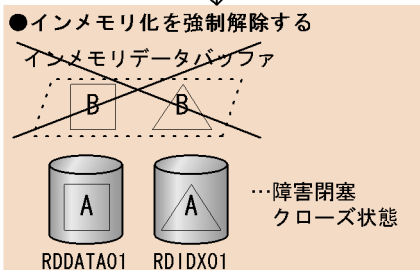 ●インメモリ化を強制解除する
インメモリデータバッファ
B B
A A
…障害閉塞
クローズ状態
RDDATA01 RDIDX01